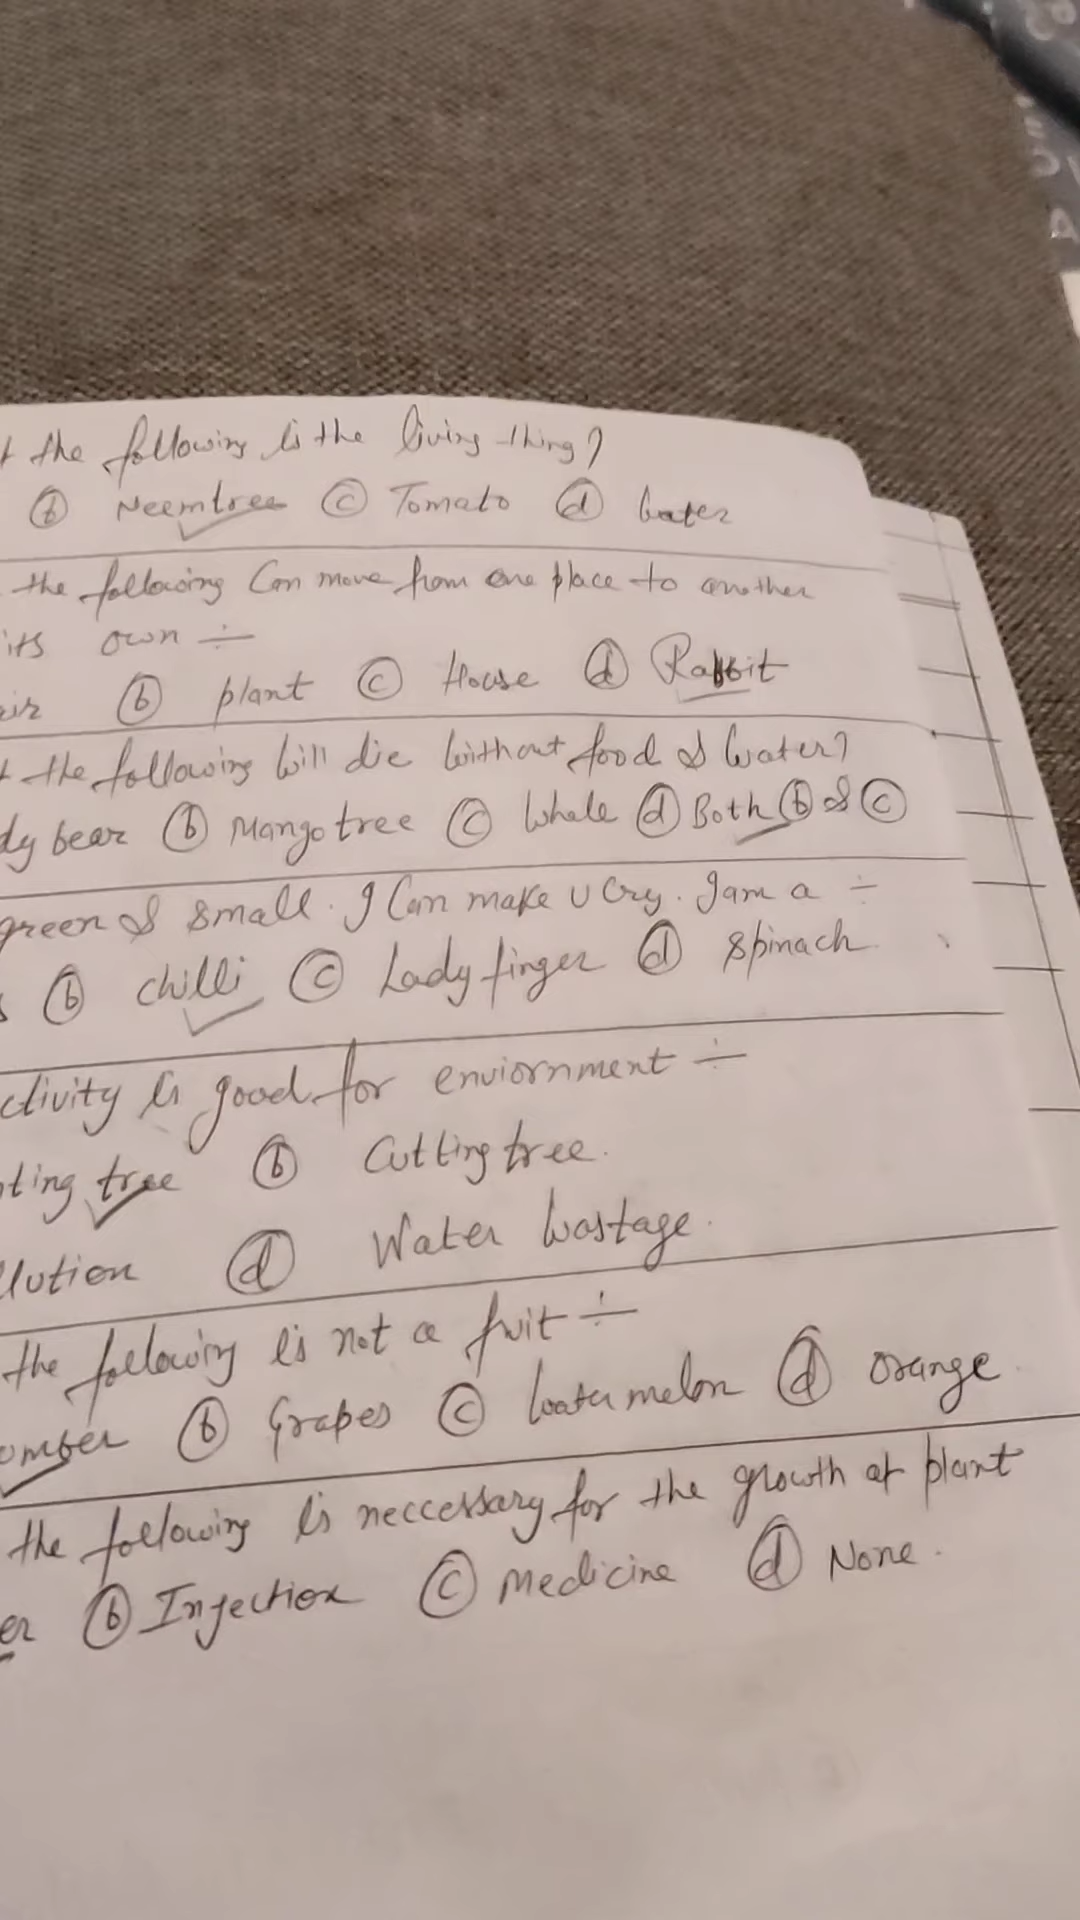 the following is the living thing?
ⓑ Neemtree ⓒ Tomato ⓓ water
the following Can move from one place to another
its own ÷
ⓑ plant ⓒ House ⓓ Rabbit
the following will die without food & water?
dy bear ⓑ Mango tree ⓒ Whale ⓓ Both ⓑ & ⓒ
green & small. I Can make u Cry. I am a ÷
ⓑ chilli ⓒ Lady finger ⓓ spinach
ctivity is good for enviornment ÷
ting tree ⓑ Cutting tree.
llution ⓓ Water wastage.
the following is not a fruit ÷
umber ⓑ Grapes ⓒ watermelon ⓓ orange.
the following is neccessary for the growth of plant
er ⓑ Injection ⓒ Medicine ⓓ None.